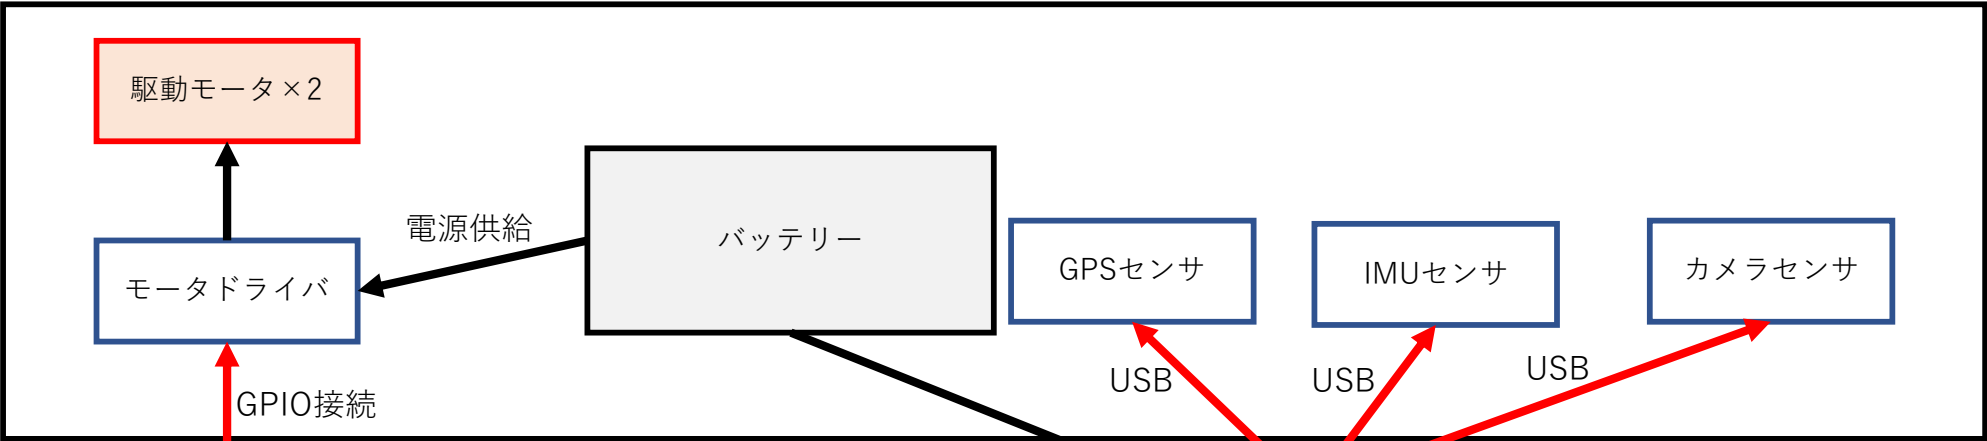 駆動モータ×2
電源供給
バッテリー
モータドライバ
GPSセンサ
IMUセンサ
カメラセンサ
GPIO接続
USB
USB
USB